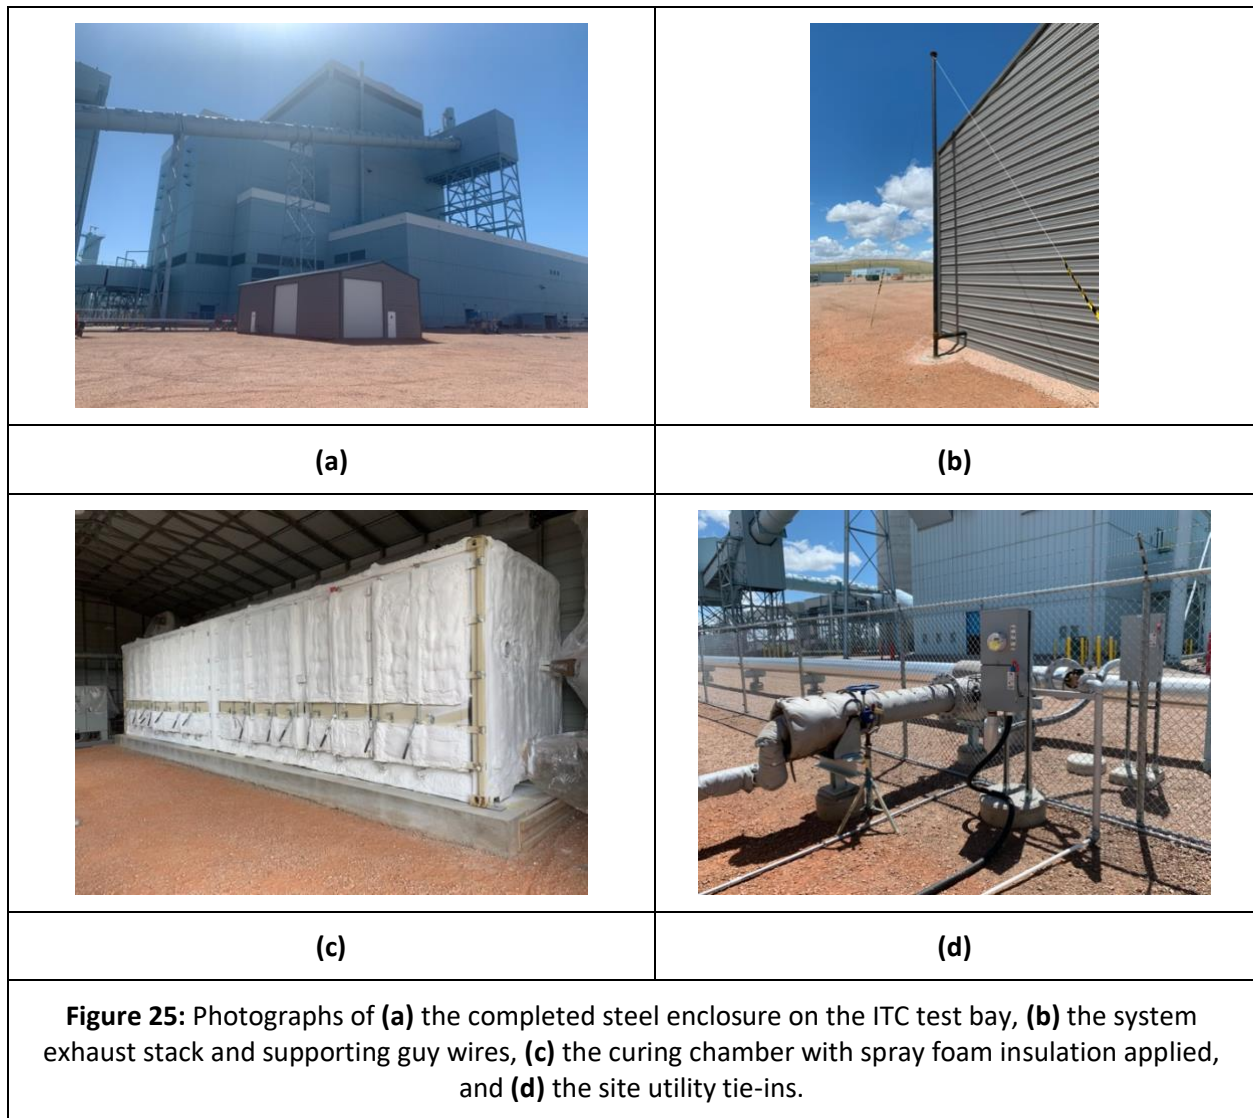 (a)
(b)
(c)
(d)
Figure 25: Photographs of (a) the completed steel enclosure on the ITC test bay, (b) the system
exhaust stack and supporting guy wires, (c) the curing chamber with spray foam insulation applied,
and (d) the site utility tie-ins.